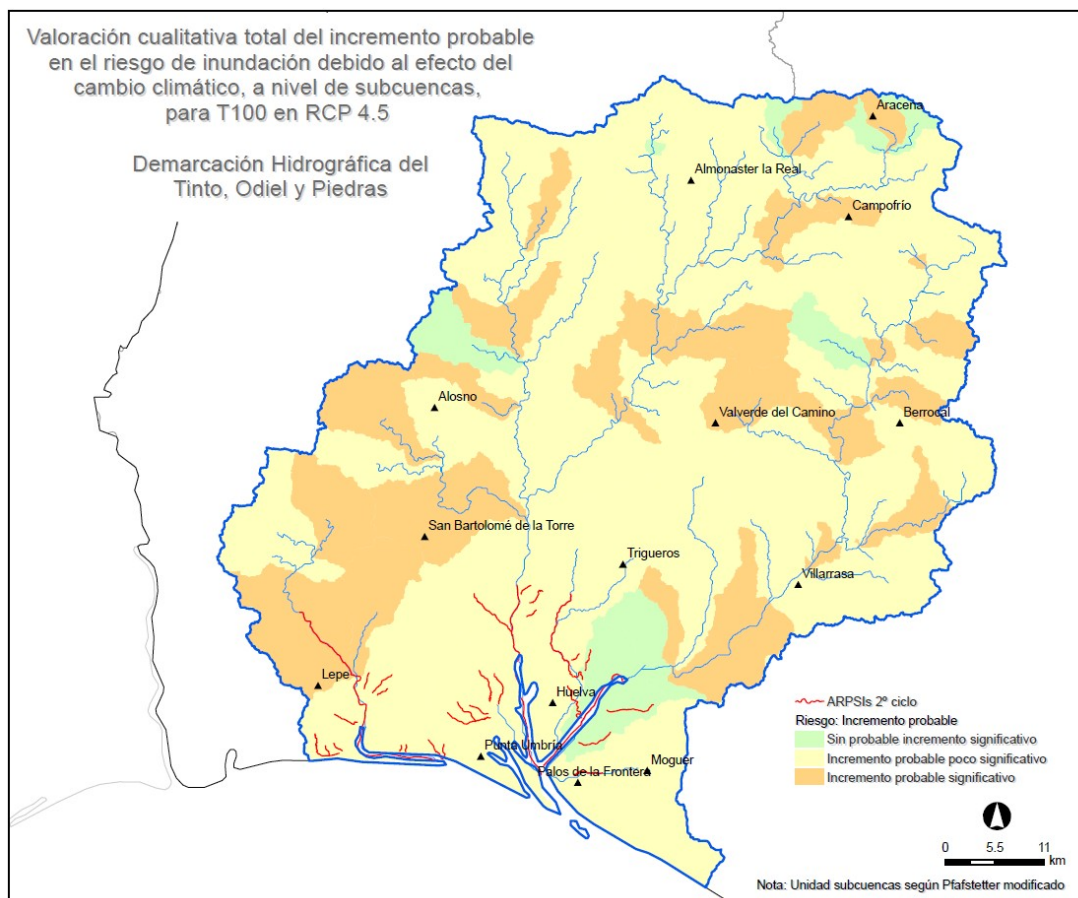 Valoración cualitativa total del incremento probable
en el riesgo de inundación debido al efecto del
cambio climático, a nivel de subcuencas,
para T100 en RCP 4.5
Demarcación Hidrográfica del
Tinto, Odiel y Piedras
Aracena
Almonaster la Real
Campofrío
Alosno
Valverde del Camino
Berrocal
San Bartolomé de la Torre
Trigueros
Villarrasa
Lepe
Huelva
Punta Umbría
Moguer
Palos de la Frontera
ARPSIs 2º ciclo
Riesgo: Incremento probable
Sin probable incremento significativo
Incremento probable poco significativo
Incremento probable significativo
0 5.5 11
km
Nota: Unidad subcuencas según Pfafstetter modificado